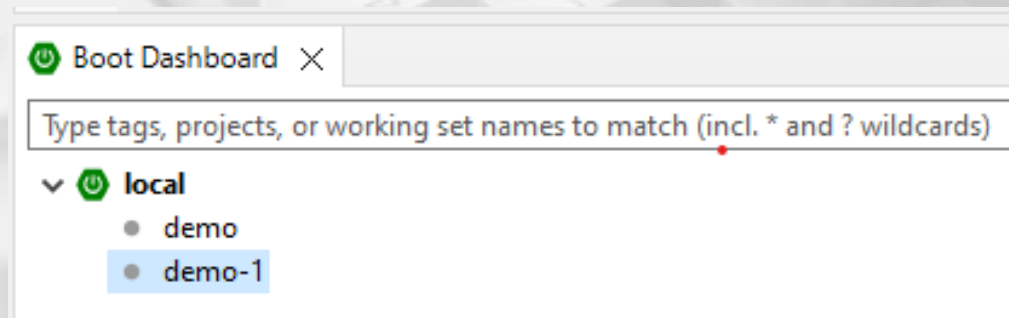 Boot Dashboard
Type tags, projects, or working set names to match (incl. * and ? wildcards)
local
demo
demo-1